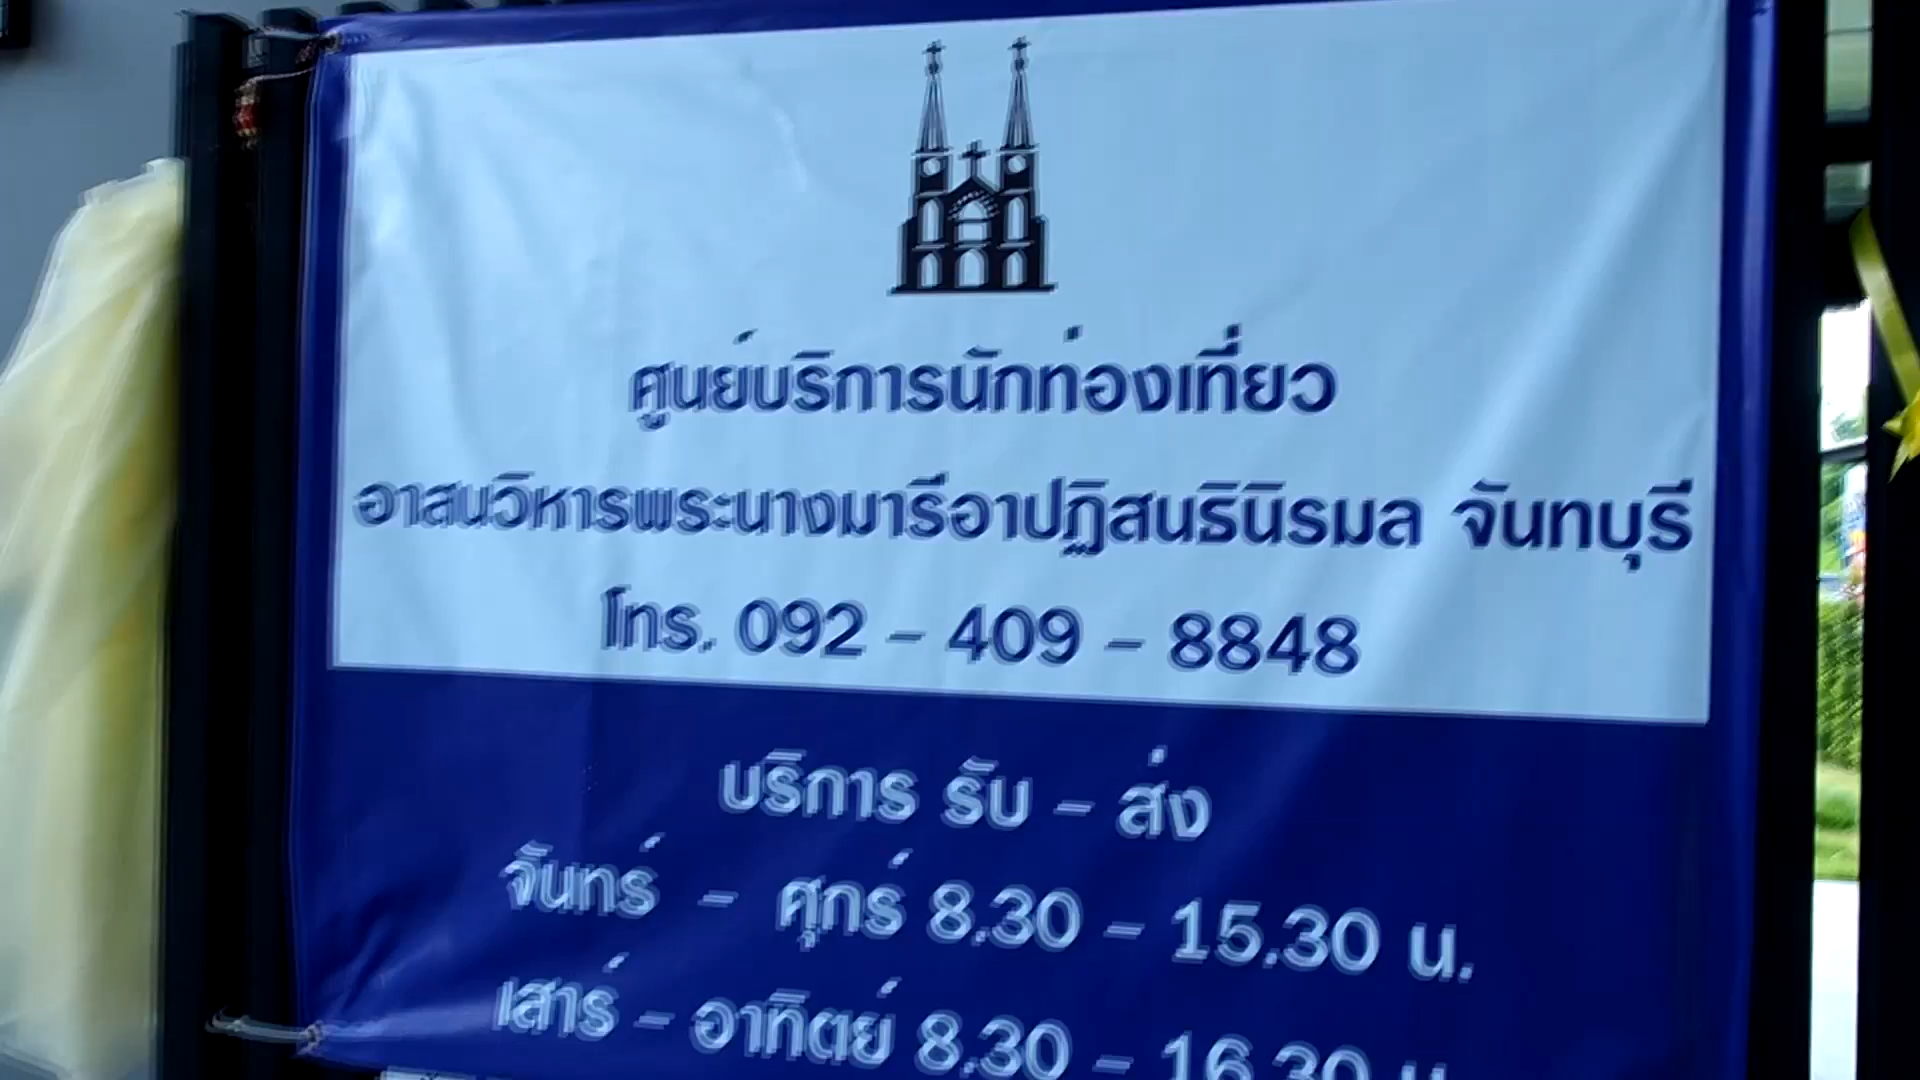 ศูนย์บริการนักท่องเที่ยว
อาสนวิหารพระนางมารีอาปฏิสนธินิรมล จันทบุรี
โทร. 092 - 409 - 8848
บริการ รับ - ส่ง
จันทร์ - ศุกร์ 8.30 - 15.30 น.
เสาร์ - อาทิตย์ 8.30 - 16.30 น.